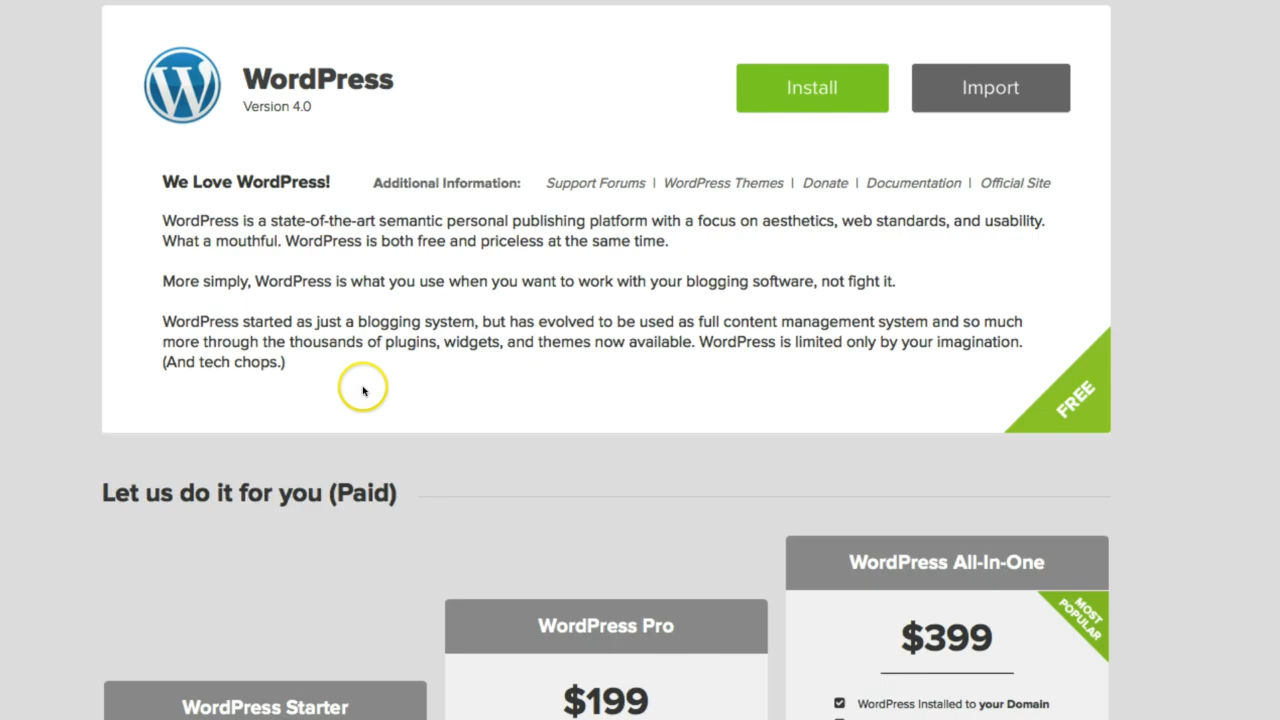 WordPress
Version 4.0
Install
Import
We Love WordPress!
Additional Information:
Support Forums | WordPress Themes | Donate | Documentation | Official Site
WordPress is a state-of-the-art semantic personal publishing platform with a focus on aesthetics, web standards, and usability.
What a mouthful. WordPress is both free and priceless at the same time.
More simply, WordPress is what you use when you want to work with your blogging software, not fight it.
WordPress started as just a blogging system, but has evolved to be used as full content management system and so much
more through the thousands of plugins, widgets, and themes now available. WordPress is limited only by your imagination.
(And tech chops.)
FREE
Let us do it for you (Paid)
WordPress Starter
WordPress Pro
$199
WordPress All-In-One
MOST
POPULAR
$399
WordPress Installed to your Domain